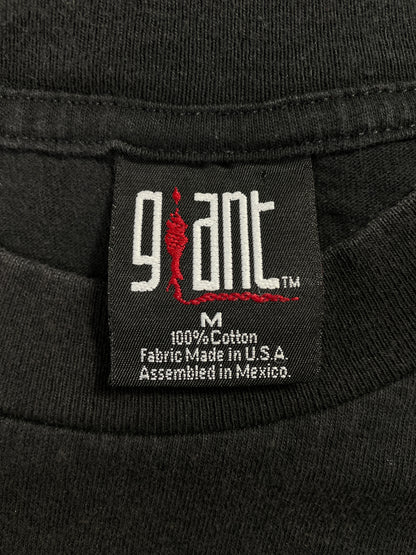 giant™
M
100% Cotton
Fabric Made in U.S.A.
Assembled in Mexico.